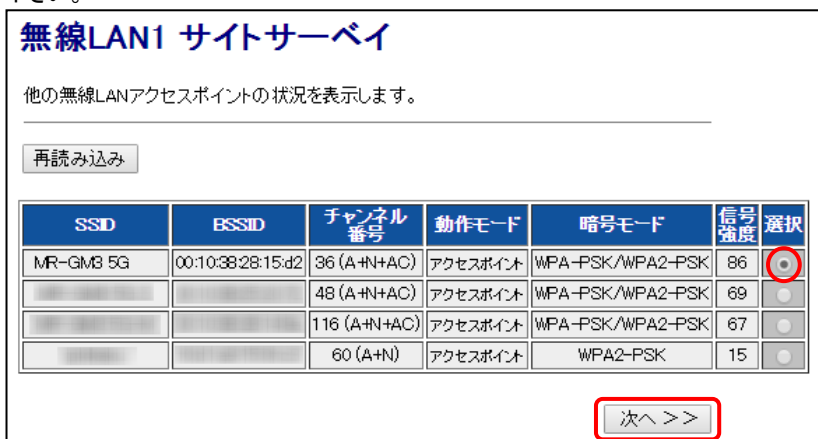 下さい。
無線LAN1 サイトサーベイ
他の無線LANアクセスポイントの状況を表示します。
再読み込み
SSID BSSID チャンネル番号 動作モード 暗号モード 信号強度 選択
MR-GM3 5G 00:10:38:28:15:d2 36 (A+N+AC) アクセスポイント WPA-PSK/WPA2-PSK 86
48 (A+N+AC) アクセスポイント WPA-PSK/WPA2-PSK 69
116 (A+N+AC) アクセスポイント WPA-PSK/WPA2-PSK 67
60 (A+N) アクセスポイント WPA2-PSK 15
次へ >>